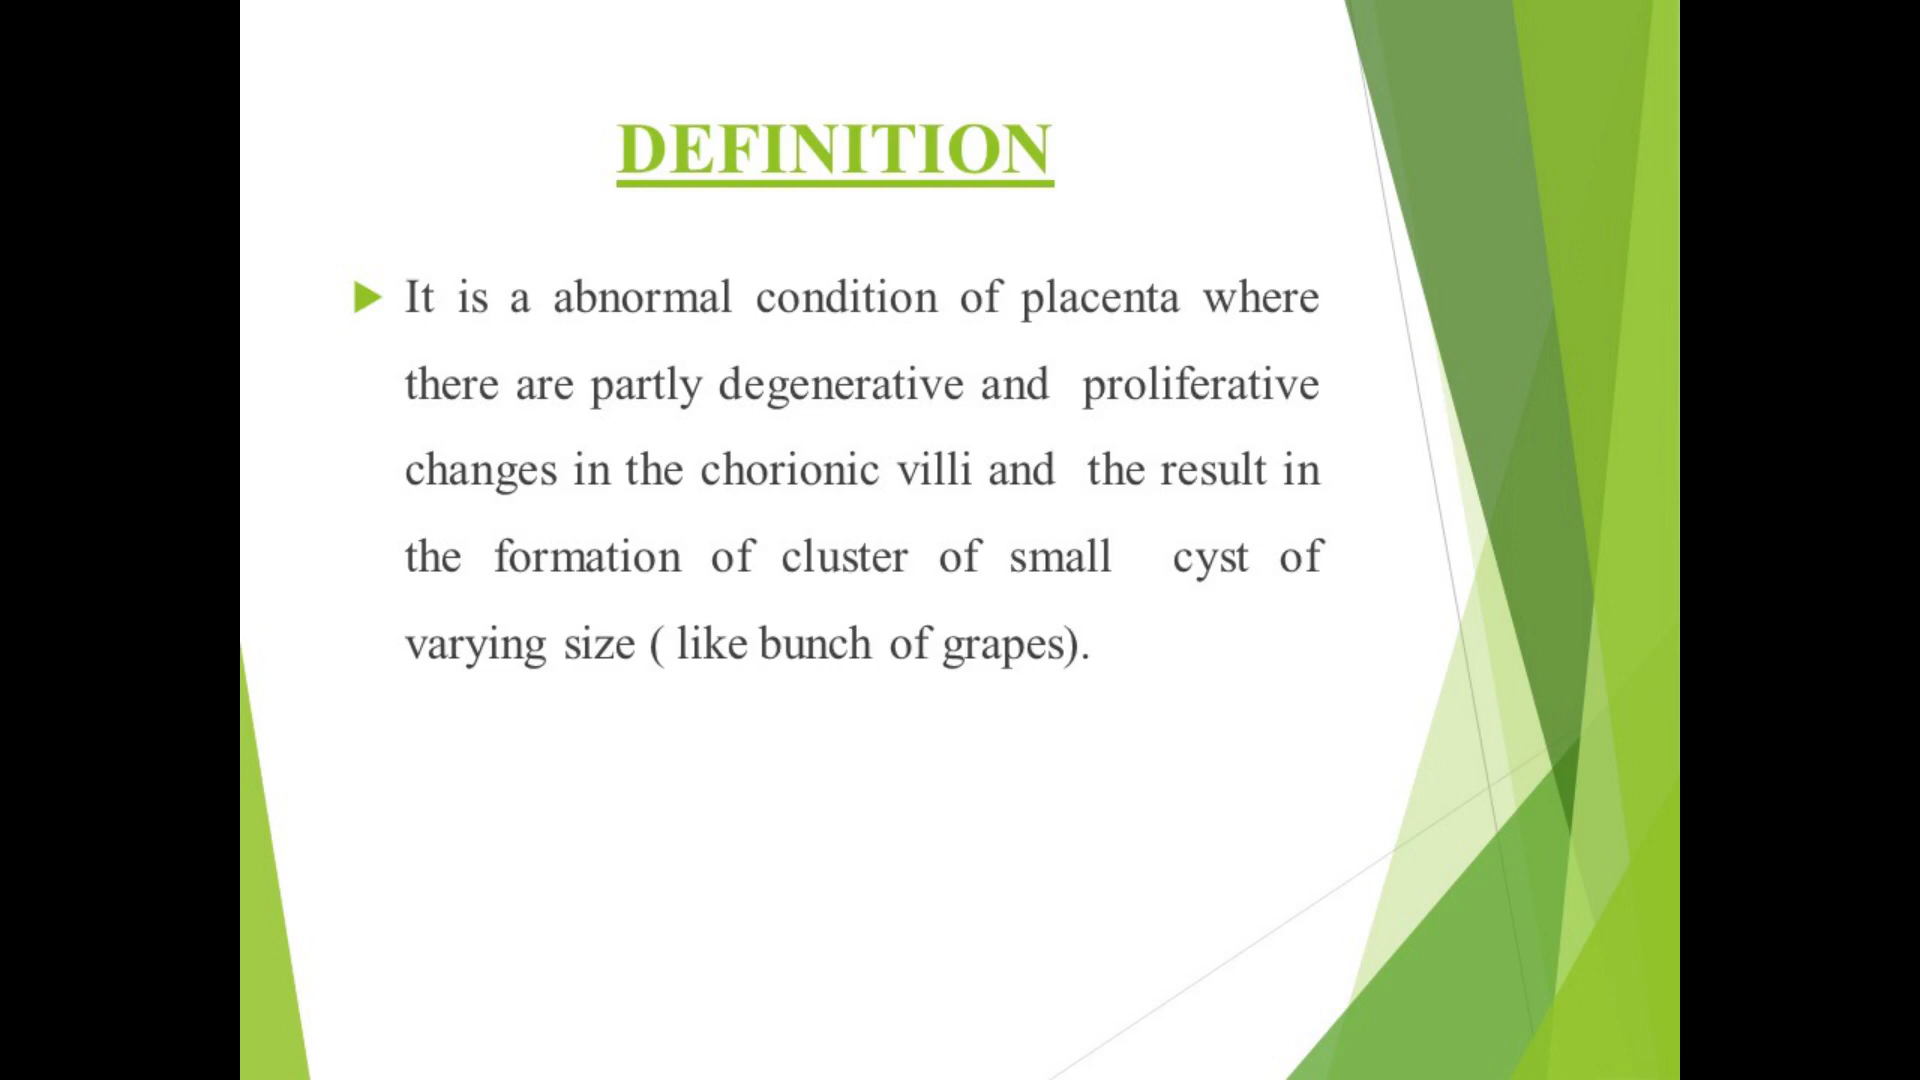 DEFINITION
It is a abnormal condition of placenta where
there are partly degenerative and proliferative
changes in the chorionic villi and the result in
the formation of cluster of small cyst of
varying size ( like bunch of grapes).